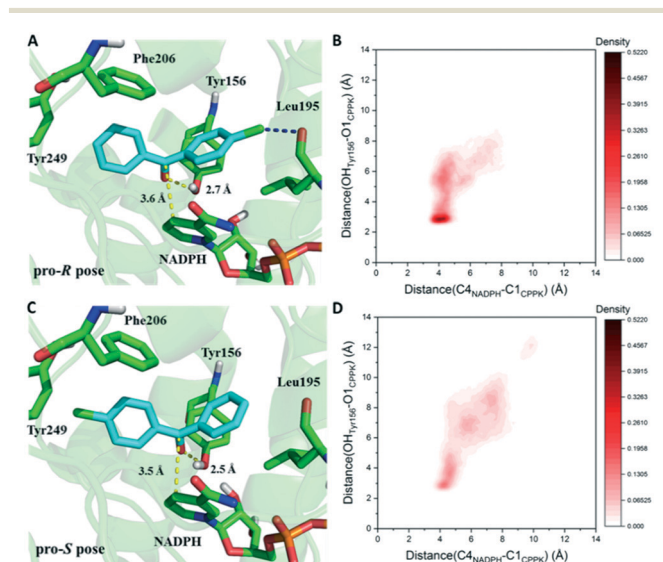 A
Phe206
Tyr156
Leu195
Tyr249
3.6 Å
2.7 Å
NADPH
pro-R pose
B
Density
0.5220
0.4567
0.3915
0.3263
0.2610
0.1957
0.1305
0.0525
0.000
14
12
10
8
6
4
2
0
0 2 4 6 8 10 12 14
Distance(OHTyr156-O1CPPK) (Å)
Distance(C4NADPH-C1CPPK) (Å)
C
Phe206
Tyr156
Leu195
Tyr249
3.5 Å
2.5 Å
NADPH
pro-S pose
D
Density
0.5220
0.4567
0.3915
0.3263
0.2610
0.1957
0.1305
0.0525
0.000
14
12
10
8
6
4
2
0
0 2 4 6 8 10 12 14
Distance(OHTyr156-O1CPPK) (Å)
Distance(C4NADPH-C1CPPK) (Å)